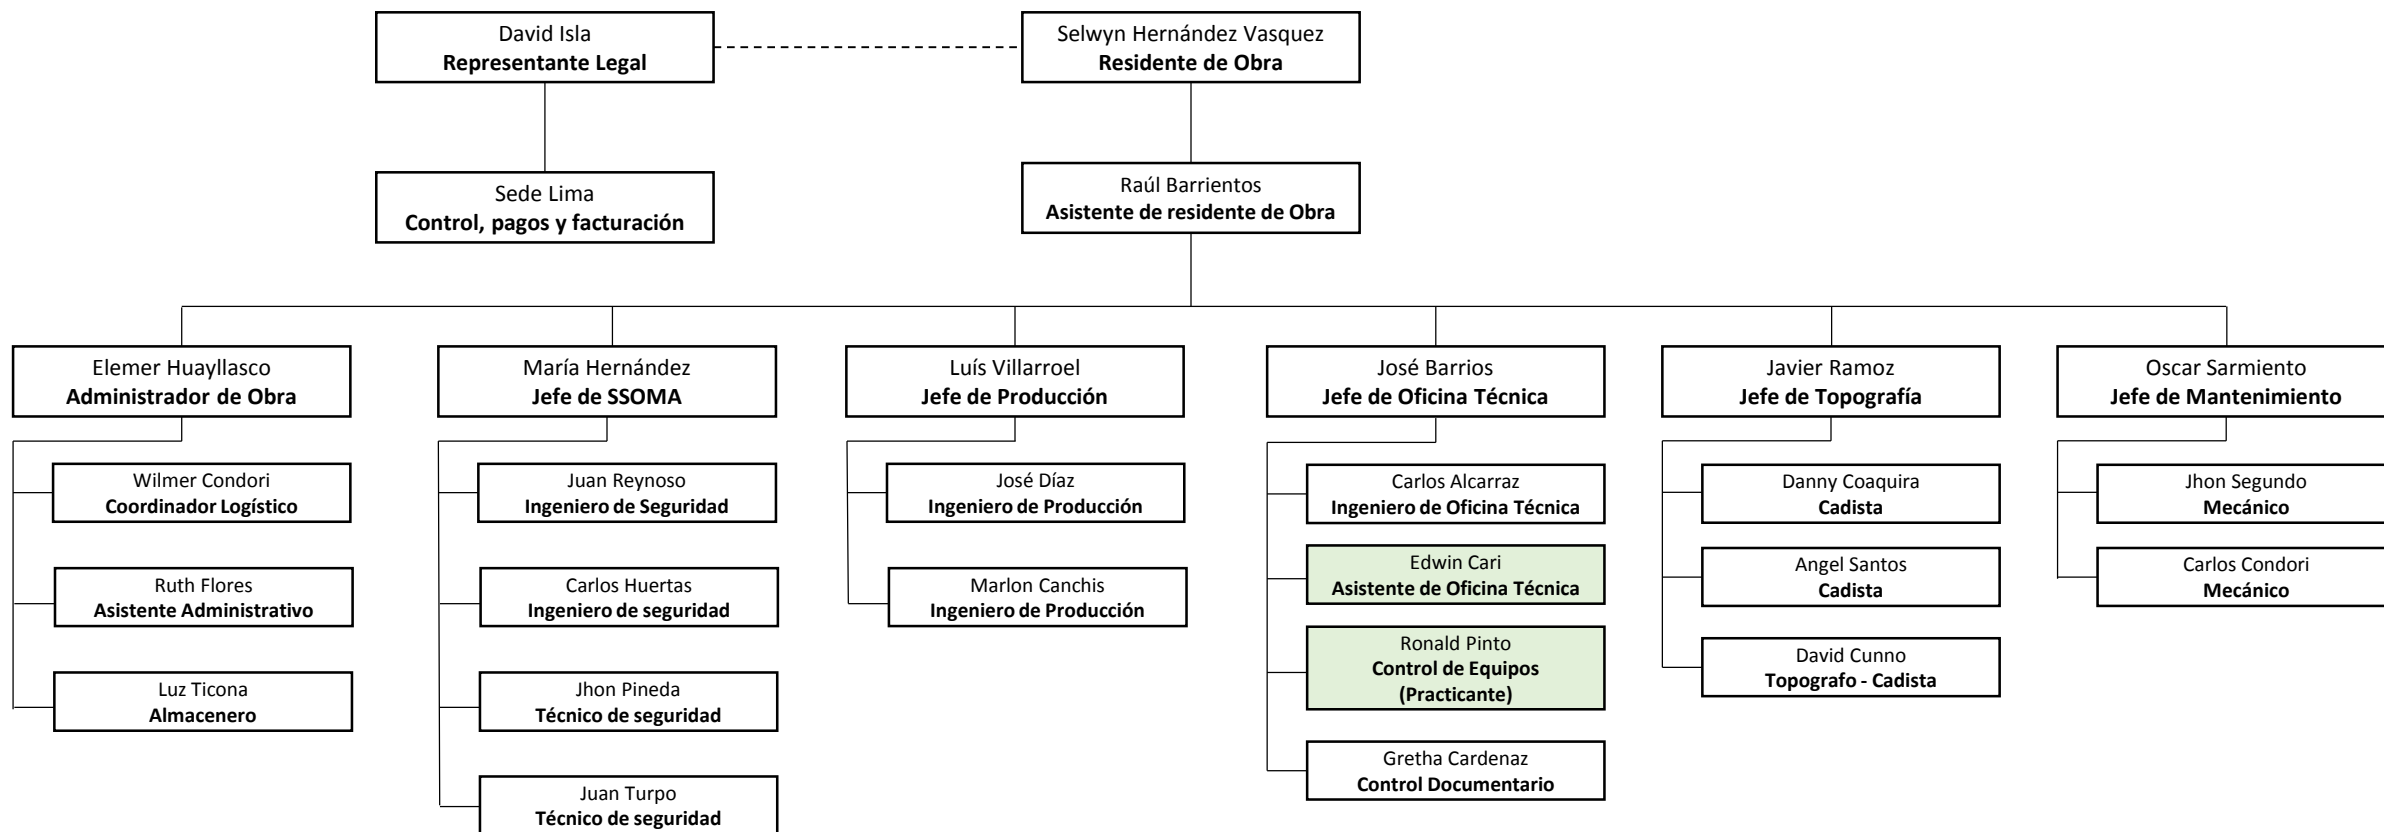 David Isla
Representante Legal
Selwyn Hernández Vasquez
Residente de Obra
Sede Lima
Control, pagos y facturación
Raúl Barrientos
Asistente de residente de Obra
Elemer Huayllasco
Administrador de Obra
María Hernández
Jefe de SSOMA
Luís Villarroel
Jefe de Producción
José Barrios
Jefe de Oficina Técnica
Javier Ramoz
Jefe de Topografía
Oscar Sarmiento
Jefe de Mantenimiento
Wilmer Condori
Coordinador Logístico
Ruth Flores
Asistente Administrativo
Luz Ticona
Almacenero
Juan Reynoso
Ingeniero de Seguridad
Carlos Huertas
Ingeniero de seguridad
Jhon Pineda
Técnico de seguridad
Juan Turpo
Técnico de seguridad
José Díaz
Ingeniero de Producción
Marlon Canchis
Ingeniero de Producción
Carlos Alcarraz
Ingeniero de Oficina Técnica
Edwin Cari
Asistente de Oficina Técnica
Ronald Pinto
Control de Equipos
(Practicante)
Gretha Cardenaz
Control Documentario
Danny Coaquira
Cadista
Angel Santos
Cadista
David Cunno
Topografo - Cadista
Jhon Segundo
Mecánico
Carlos Condori
Mecánico